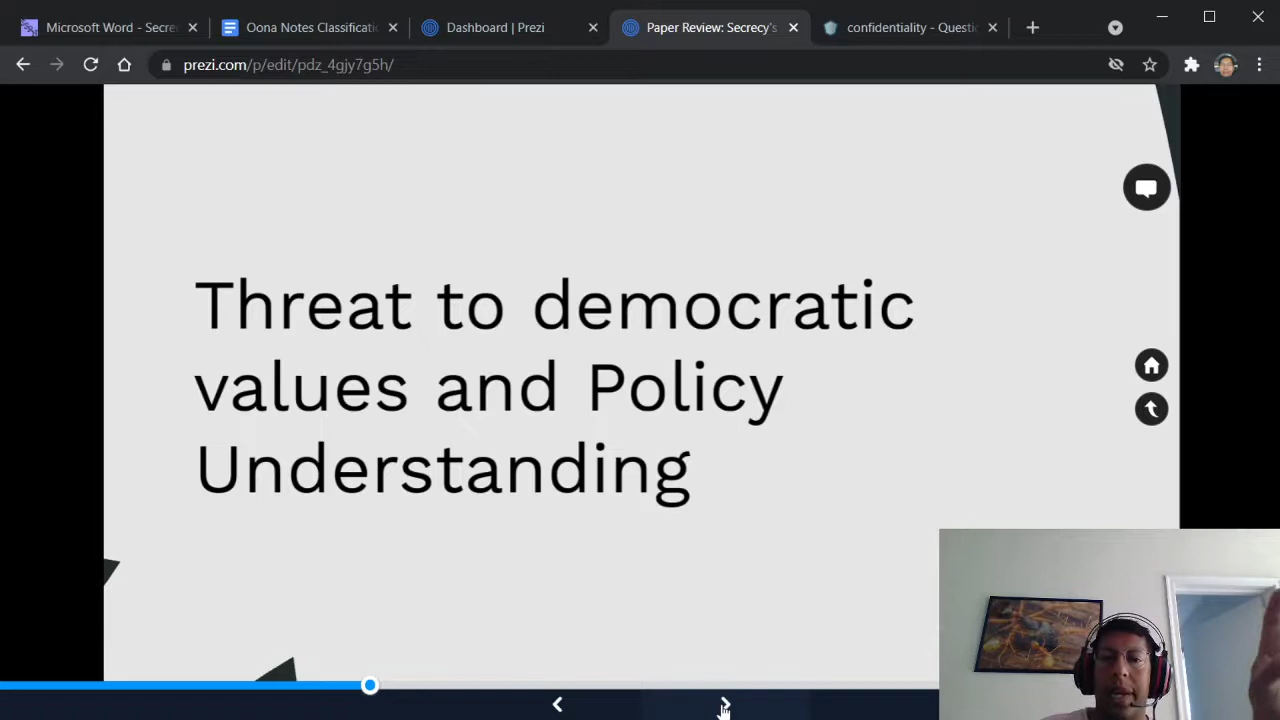 Microsoft Word - Secre
Oona Notes Classificati
Dashboard | Prezi
Paper Review: Secrecy's
confidentiality - Questi
prezi.com/p/edit/pdz_4gjy7g5h/
Threat to democratic
values and Policy
Understanding